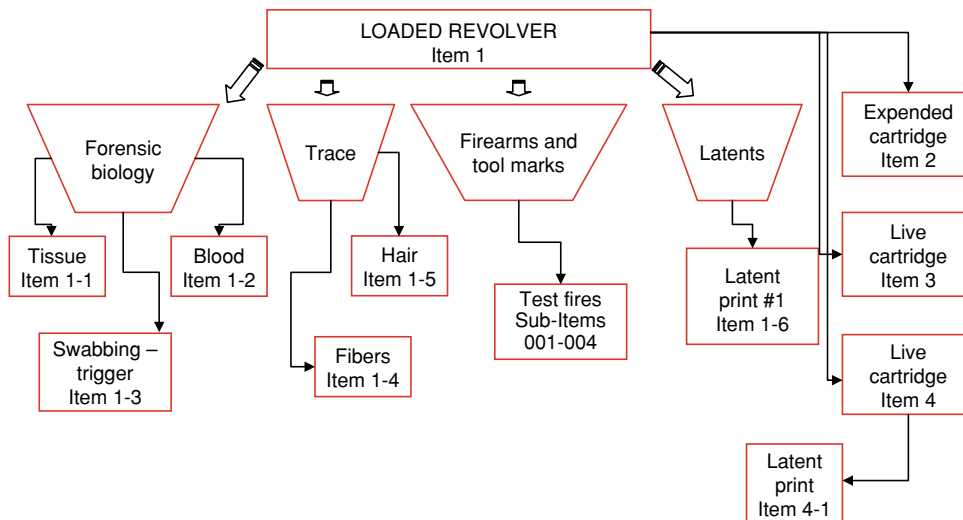 LOADED REVOLVER
Item 1
Forensic
biology
Trace
Firearms and
tool marks
Latents
Expended
cartridge
Item 2
Tissue
Item 1-1
Blood
Item 1-2
Hair
Item 1-5
Live
cartridge
Item 3
Latent
print #1
Item 1-6
Test fires
Sub-Items
001-004
Swabbing –
trigger
Item 1-3
Fibers
Item 1-4
Live
cartridge
Item 4
Latent
print
Item 4-1